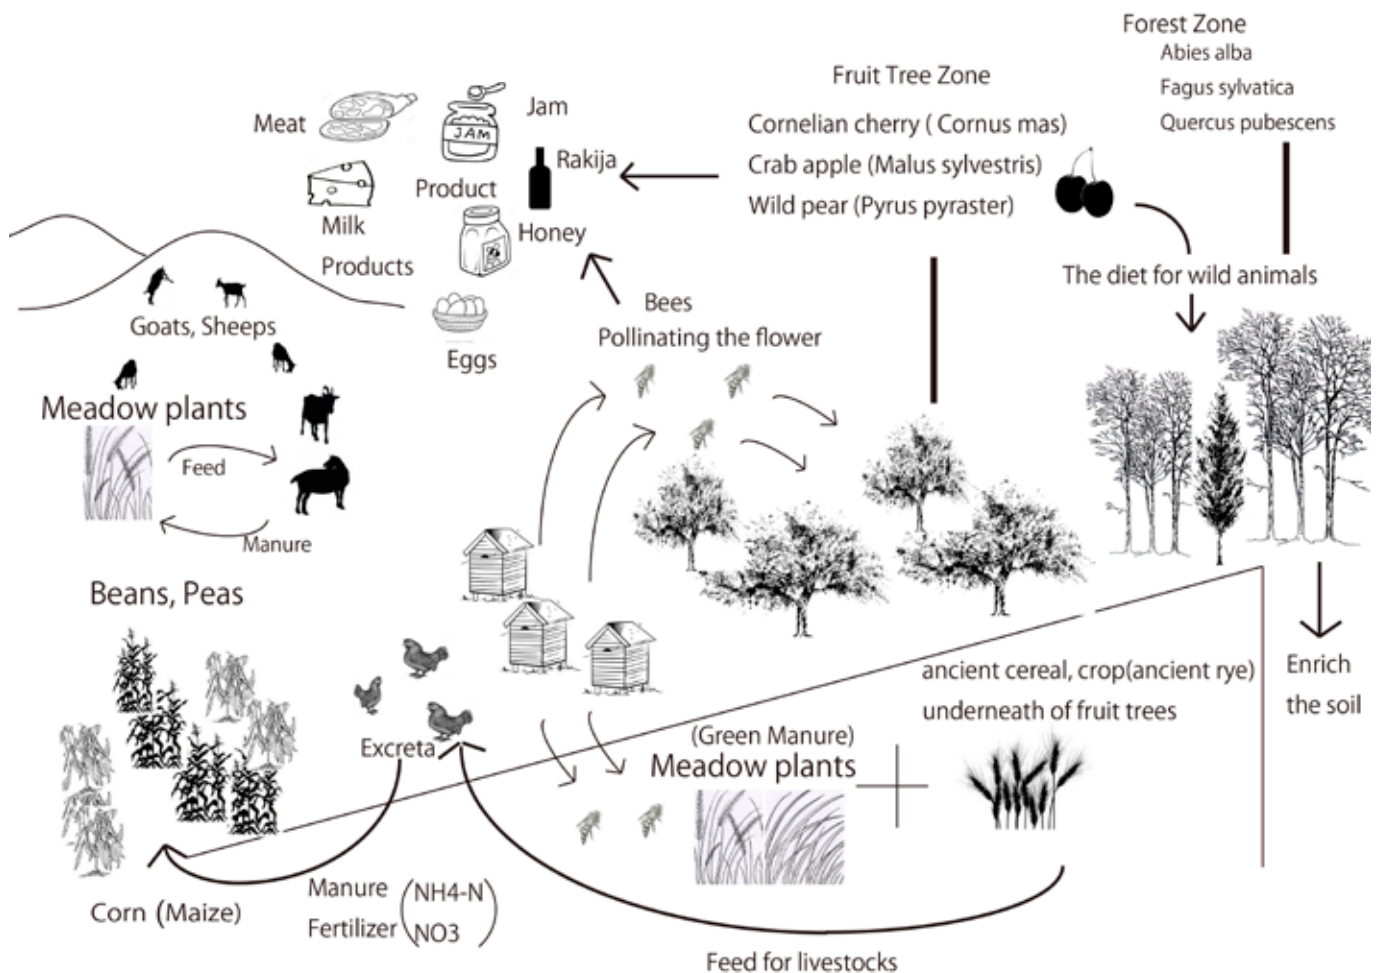 Forest Zone
Abies alba
Fagus sylvatica
Quercus pubescens
Fruit Tree Zone
Cornelian cherry ( Cornus mas)
Crab apple (Malus sylvestris)
Wild pear (Pyrus pyraster)
Meat
JAM
Jam
Rakija
Product
Milk
Products
Honey
Eggs
The diet for wild animals
Bees
Pollinating the flower
Goats, Sheeps
Meadow plants
Feed
Manure
Beans, Peas
Excreta
Corn (Maize)
Manure
Fertilizer
(NH4-N
NO3)
(Green Manure)
Meadow plants
ancient cereal, crop(ancient rye)
underneath of fruit trees
Enrich
the soil
Feed for livestocks